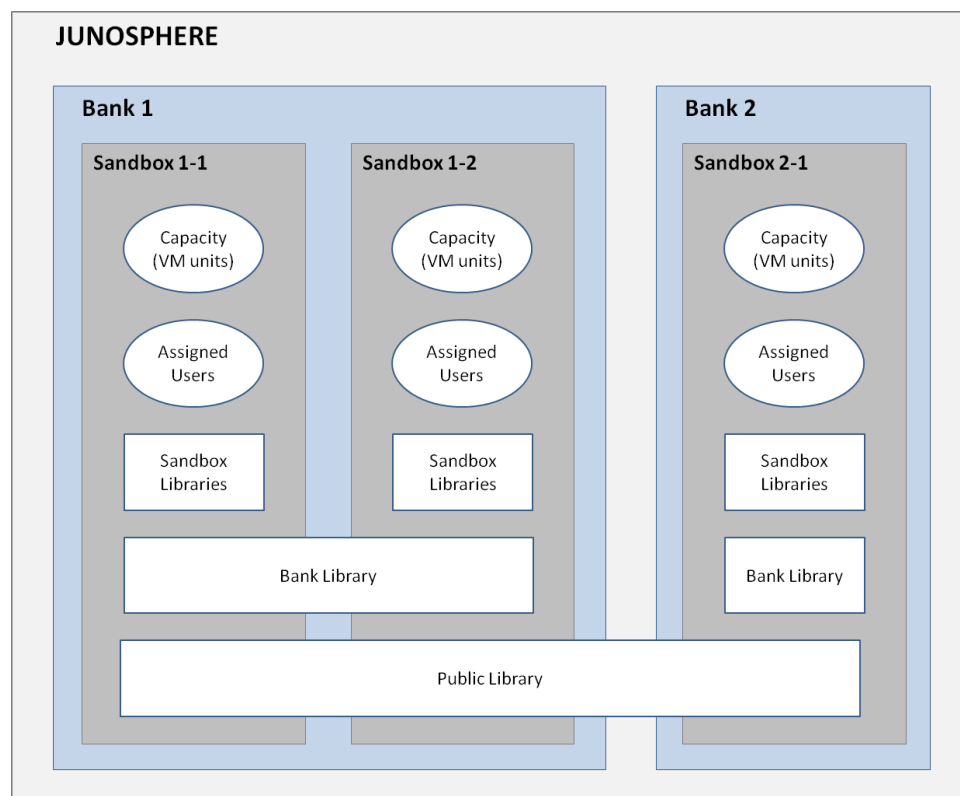 JUNOSPHERE
Bank 1
Bank 2
Sandbox 1-1
Sandbox 1-2
Sandbox 2-1
Capacity
(VM units)
Capacity
(VM units)
Capacity
(VM units)
Assigned
Users
Assigned
Users
Assigned
Users
Sandbox
Libraries
Sandbox
Libraries
Sandbox
Libraries
Bank Library
Bank Library
Public Library